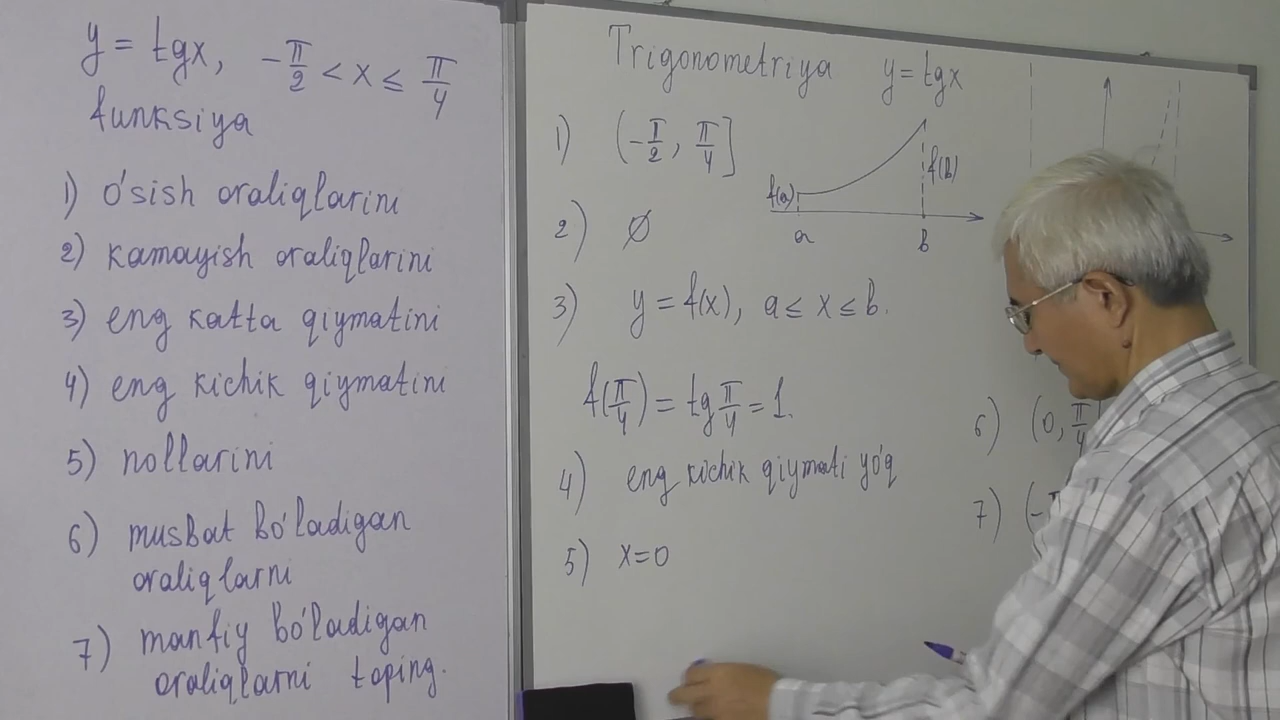 y = tgx, -π/2 < x ≤ π/4
funksiya
1) o'sish oraliqlarini
2) kamayish oraliqlarini
3) eng katta qiymatini
4) eng kichik qiymatini
5) nollarini
6) musbat bo'ladigan
oraliqlarni
7) manfiy bo'ladigan
oraliqlarni toping.
Trigonometriya y = tgx
1) (-π/2, π/4]
f(a) f(b)
a b
2) ∅
3) y = f(x), a ≤ x ≤ b.
f(π/4) = tg π/4 = 1.
4) eng kichik qiymati yo'q
5) x=0
6) (0, π/4
7) (-